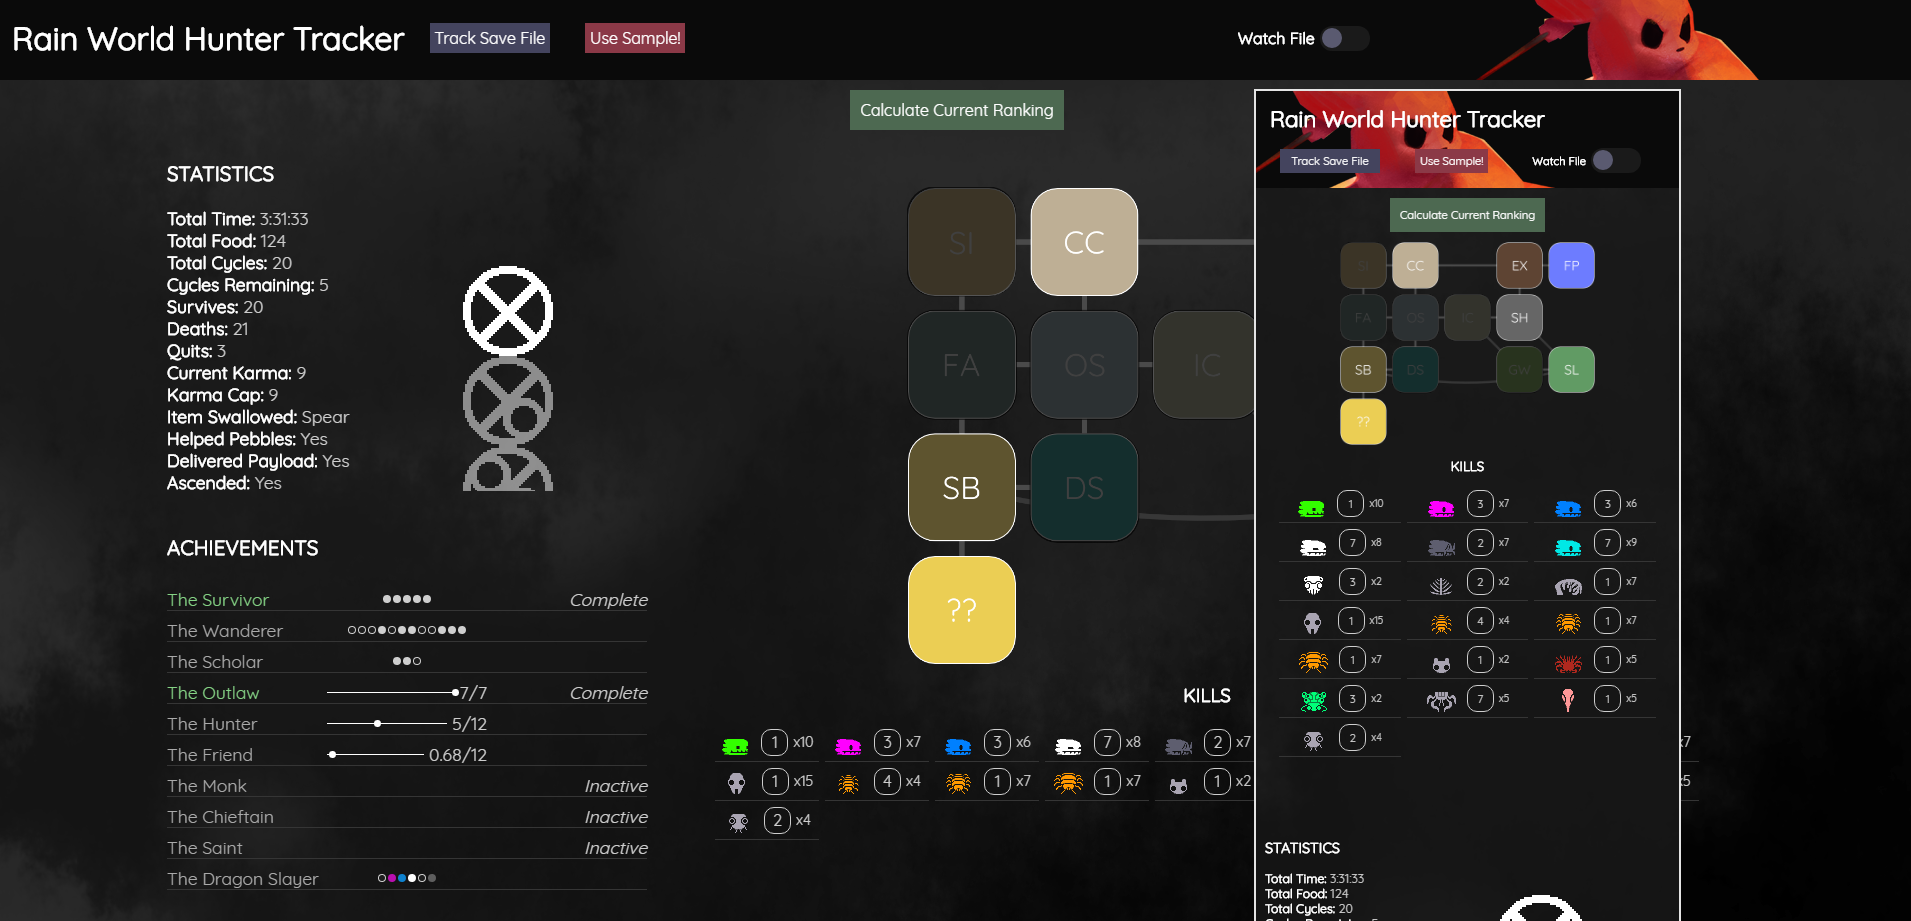 Rain World Hunter Tracker
Track Save File
Use Sample!
Watch File
Calculate Current Ranking
STATISTICS
Total Time: 3:31:33
Total Food: 124
Total Cycles: 20
Cycles Remaining: 5
Survives: 20
Deaths: 21
Quits: 3
Current Karma: 9
Karma Cap: 9
Item Swallowed: Spear
Helped Pebbles: Yes
Delivered Payload: Yes
Ascended: Yes
ACHIEVEMENTS
The Survivor Complete
The Wanderer
The Scholar
The Outlaw 7/7 Complete
The Hunter 5/12
The Friend 0.68/12
The Monk Inactive
The Chieftain Inactive
The Saint Inactive
The Dragon Slayer
SI CC
FA OS IC
SB DS
??
KILLS
1 x10 3 x7 3 x6 7 x8 2 x7
1 x15 4 x4 1 x7 1 x7 1 x2
2 x4
Rain World Hunter Tracker
Track Save File Use Sample! Watch File
Calculate Current Ranking
SI CC EX FP
FA OS IC SH
SB DS GW SL
??
KILLS
1 x10 3 x7 3 x6
7 x8 2 x7 7 x9
3 x2 2 x2 1 x7
1 x15 4 x4 1 x7
1 x7 1 x2 1 x5
3 x2 7 x5 1 x5
2 x4
STATISTICS
Total Time: 3:31:33
Total Food: 124
Total Cycles: 20